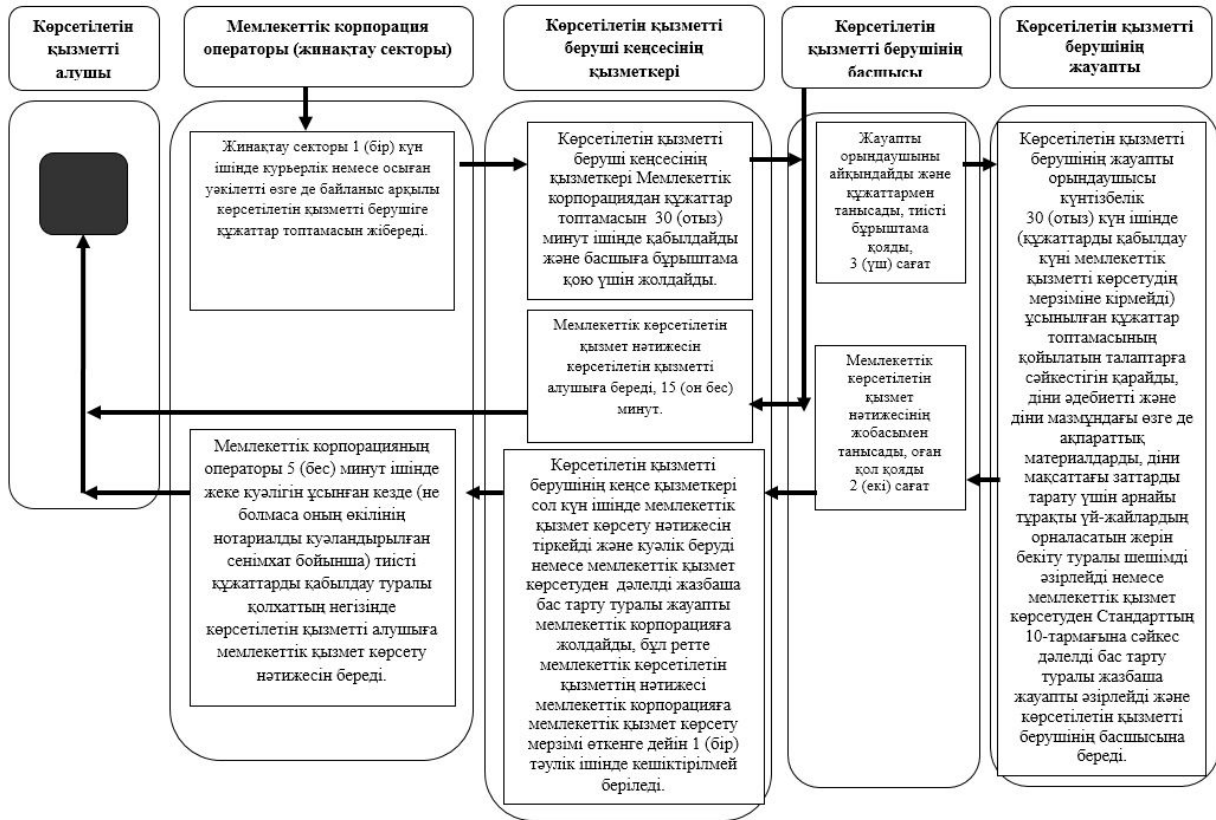 Көрсетілетін
қызметті
алушы
Мемлекеттік корпорация
операторы (жинақтау секторы)
Көрсетілетін қызметті
беруші кеңсесінің
қызметкері
Көрсетілетін
қызметті берушінің
басшысы
Көрсетілетін қызметті
берушінің
жауапты
Жинақтау секторы 1 (бір) күн
ішінде курьерлік немесе осыған
уәкілетті өзге де байланыс арқылы
көрсетілетін қызметті берушіге
құжаттар топтамасын жібереді.
Көрсетілетін қызметті
беруші кеңсесінің
қызметкері Мемлекеттік
корпорациядан құжаттар
топтамасын 30 (отыз)
минут ішінде қабылдайды
және басшыға бұрыштама
қою үшін жолдайды.
Жауапты
орындаушыны
айқындайды және
құжаттармен
танысады, тиісті
бұрыштама
қояды,
3 (үш) сағат
Көрсетілетін қызметті
берушінің жауапты
орындаушысы
күнтізбелік
30 (отыз) күн ішінде
(құжаттарды қабылдау
күні мемлекеттік
қызметті көрсетудің
мерзіміне кірмейді)
ұсынылған құжаттар
топтамасының
қойылатын талаптарға
сәйкестігін қарайды,
діни әдебиетті және
діни мазмұндағы өзге де
ақпараттық
материалдарды, діни
мақсаттағы заттарды
тарату үшін арнайы
тұрақты үй-жайлардың
орналасатын жерін
бекіту туралы шешімді
әзірлейді немесе
мемлекеттік қызмет
көрсетуден Стандарттың
10-тармағына сәйкес
дәлелді бас тарту
туралы жазбаша
жауапты әзірлейді және
көрсетілетін қызметті
берушінің басшысына
береді.
Мемлекеттік көрсетілетін
қызмет нәтижесін
көрсетілетін қызметті
алушыға береді, 15 (он бес)
минут.
Мемлекеттік
көрсетілетін
қызмет
нәтижесінің
жобасымен
танысады, оған
қол қояды
2 (екі) сағат
Мемлекеттік корпорацияның
операторы 5 (бес) минут ішінде
жеке куәлігін ұсынған кезде (не
болмаса оның өкілінің
нотариалды куәландырылған
сенімхат бойынша) тиісті
құжаттарды қабылдау туралы
қолхаттың негізінде
көрсетілетін қызметті алушыға
мемлекеттік қызмет көрсету
нәтижесін береді.
Көрсетілетін қызметті
берушінің кеңсе қызметкері
сол күн ішінде мемлекеттік
қызмет көрсету нәтижесін
тіркейді және куәлік беруді
немесе мемлекеттік қызмет
көрсетуден дәлелді жазбаша
бас тарту туралы жауапты
мемлекеттік корпорацияға
жолдайды, бұл ретте
мемлекеттік көрсетілетін
қызметтің нәтижесі
мемлекеттік корпорацияға
мемлекеттік қызмет көрсету
мерзімі өткенге дейін 1 (бір)
тәулік ішінде кешіктірілмей
беріледі.